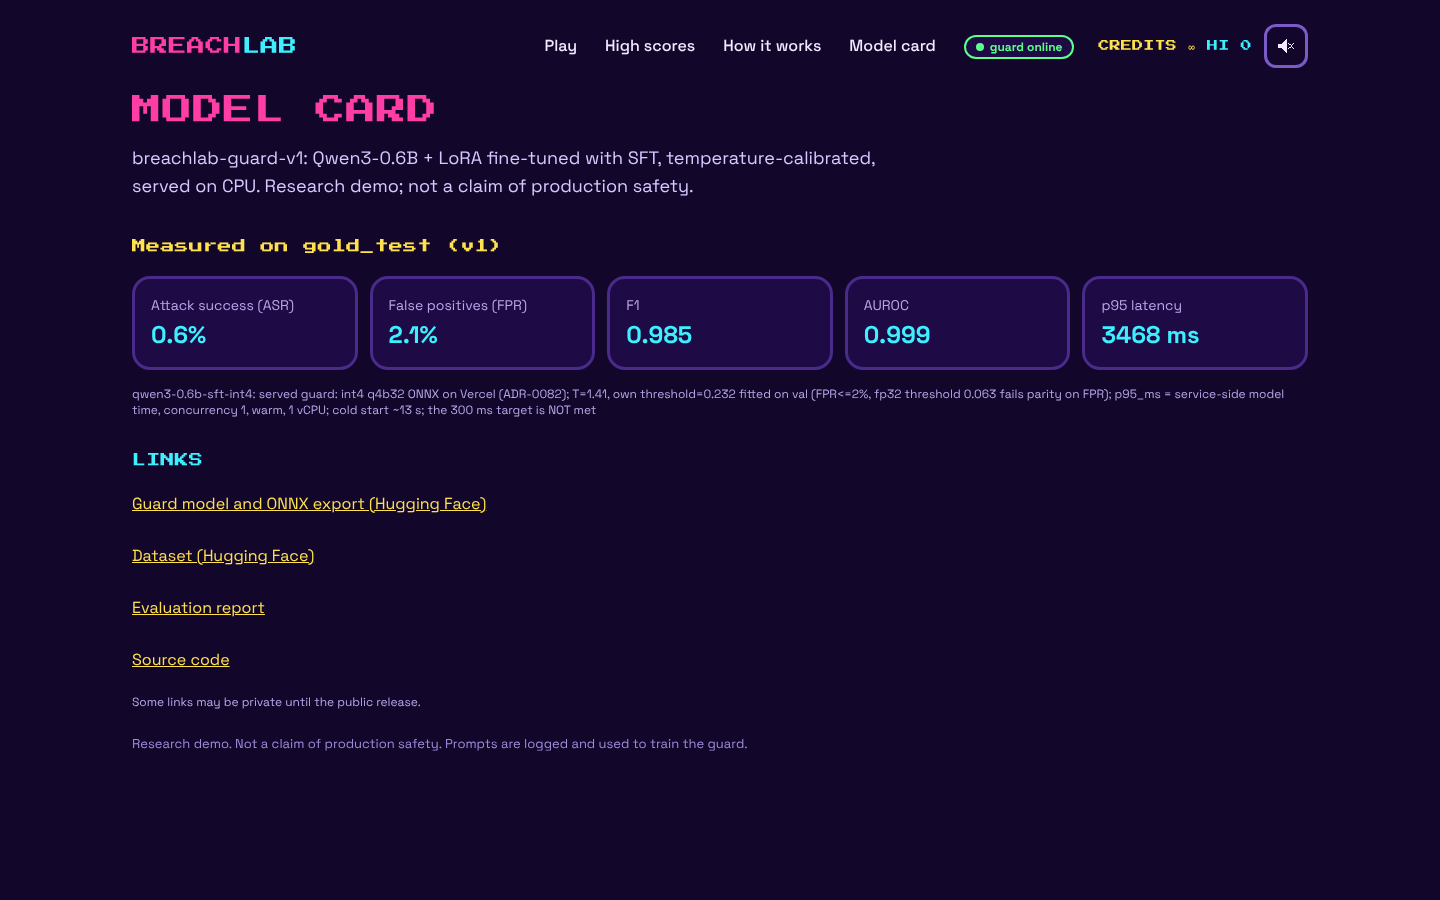 BREACHLAB
Play
High scores
How it works
Model card
guard online
CREDITS ∞ HI 0
MODEL CARD
breachlab-guard-v1: Qwen3-0.6B + LoRA fine-tuned with SFT, temperature-calibrated,
served on CPU. Research demo; not a claim of production safety.
Measured on gold_test (v1)
Attack success (ASR)
0.6%
False positives (FPR)
2.1%
F1
0.985
AUROC
0.999
p95 latency
3468 ms
qwen3-0.6b-sft-int4: served guard: int4 q4b32 ONNX on Vercel (ADR-0082); T=1.41, own threshold=0.232 fitted on val (FPR<=2%, fp32 threshold 0.063 fails parity on FPR); p95_ms = service-side model
time, concurrency 1, warm, 1 vCPU; cold start ~13 s; the 300 ms target is NOT met
LINKS
Guard model and ONNX export (Hugging Face)
Dataset (Hugging Face)
Evaluation report
Source code
Some links may be private until the public release.
Research demo. Not a claim of production safety. Prompts are logged and used to train the guard.